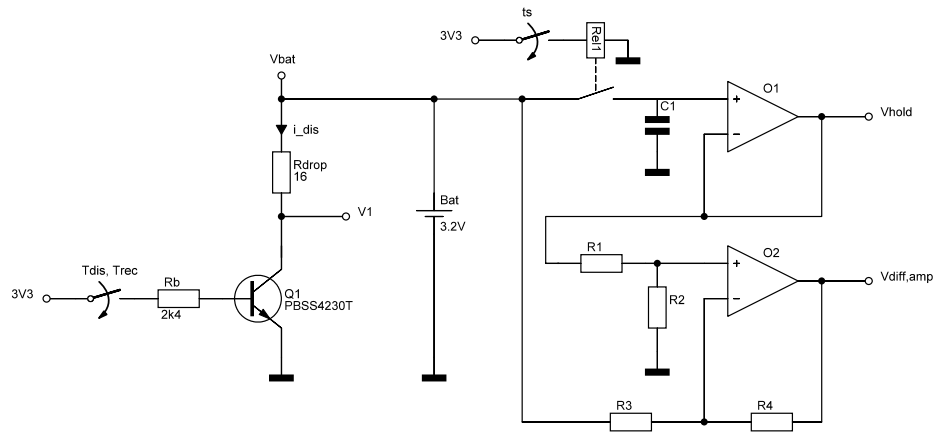 ts
3V3
Rel1
Vbat
i_dis
Rdrop
16
V1
Bat
3.2V
Tdis, Trec
3V3
Rb
2k4
Q1
PBSS4230T
C1
O1
+
−
Vhold
R1
R2
O2
+
−
Vdiff,amp
R3
R4